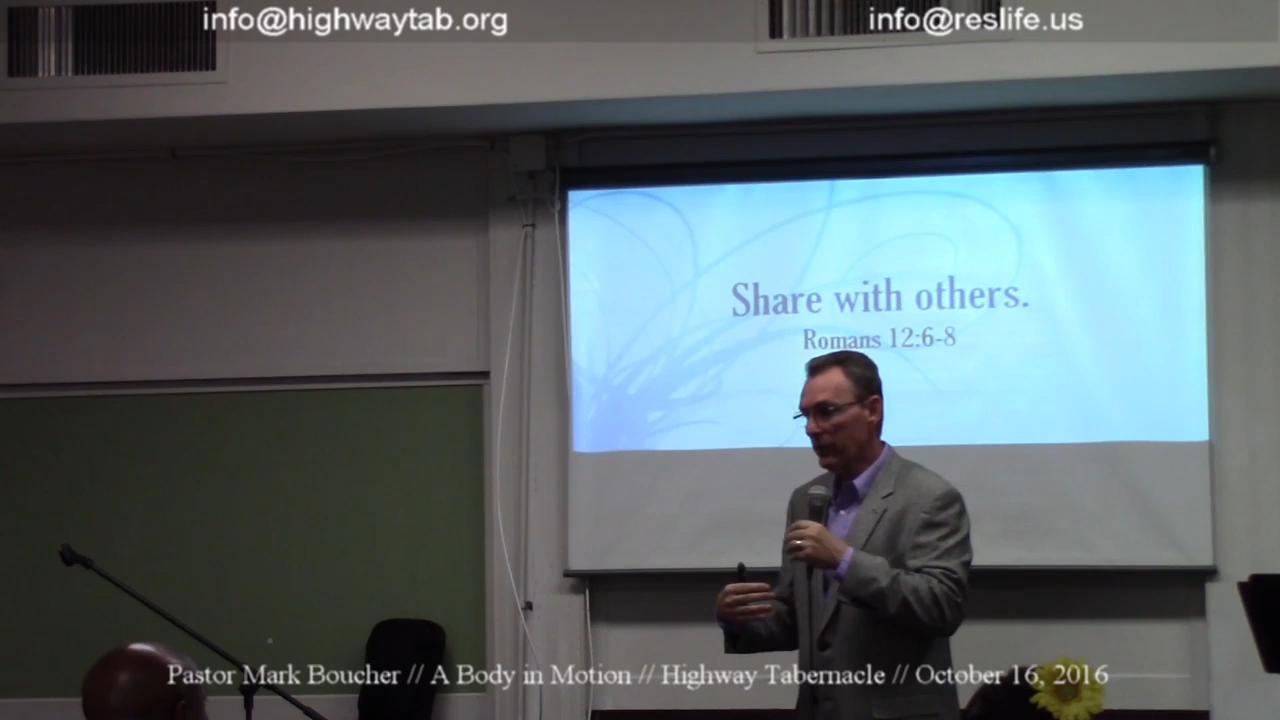 info@highwaytab.org
info@reslife.us
Share with others.
Romans 12:6-8
Pastor Mark Boucher // A Body in Motion // Highway Tabernacle // October 16, 2016